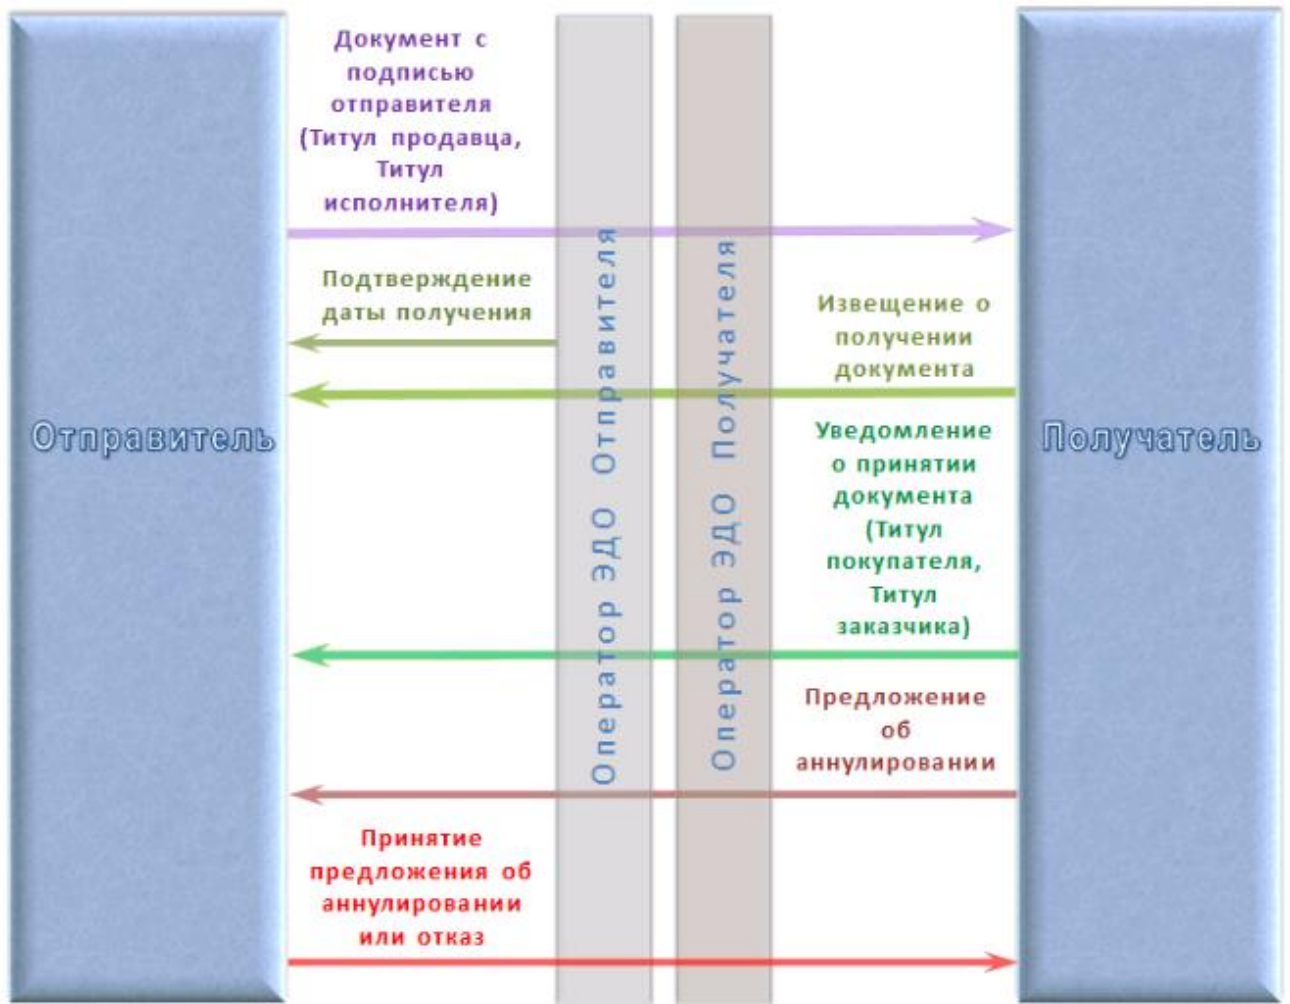 Документ с
подписью
отправителя
(Титул продавца,
Титул
исполнителя)
Подтверждение
даты получения
Извещение о
получении
документа
Отправитель
Оператор ЭДО Отправителя
Оператор ЭДО Получателя
Получатель
Уведомление
о принятии
документа
(Титул
покупателя,
Титул
заказчика)
Предложение
об
аннулировании
Принятие
предложения об
аннулировании
или отказ